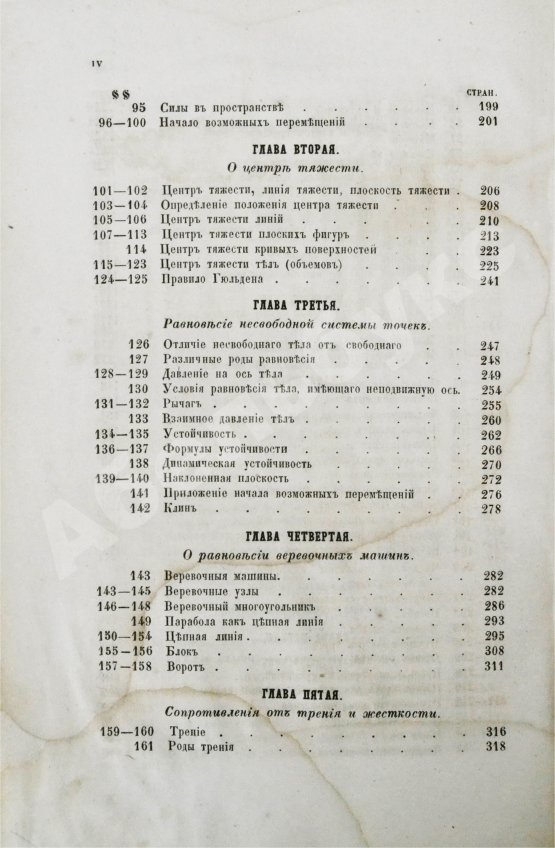 IV
§§ СТРАН.
95 Силы въ пространствѣ . . . . . 199
96—100 Начало возможныхъ перемѣщеній . . . . 201
ГЛАВА ВТОРАЯ.
О центрѣ тяжести.
101—102 Центръ тяжести, линія тяжести, плоскость тяжести . 206
103—104 Опредѣленіе положенія центра тяжести . . . 208
105—106 Центръ тяжести линій . . . . . 210
107—113 Центръ тяжести плоскихъ фигуръ . . . . 213
114 Центръ тяжести кривыхъ поверхностей . . . 223
115—123 Центръ тяжести тѣлъ (объемовъ) . . . . 225
124—125 Правило Гюльдена . . . . . . 241
ГЛАВА ТРЕТЬЯ.
Равновѣсіе несвободной системы точекъ.
126 Отличіе несвободнаго тѣла отъ свободнаго . . 247
127 Различные роды равновѣсія . . . . 248
128—129 Давленіе на ось тѣла . . . . . 249
130 Условія равновѣсія тѣла, имѣющаго неподвижную ось. 254
131—132 Рычагъ . . . . . . . 255
133 Взаимное давленіе тѣлъ . . . . . 260
134—135 Устойчивость . . . . . . 262
136—137 Формулы устойчивости . . . . . 266
138 Динамическая устойчивость . . . . 270
139—140 Наклоненная плоскость . . . . . 272
141 Приложеніе начала возможныхъ перемѣщеній . . 276
142 Клинъ . . . . . . . 278
ГЛАВА ЧЕТВЕРТАЯ.
О равновѣсіи веревочныхъ машинъ.
143 Веревочныя машины. . . . . . 282
143—145 Веревочные узлы . . . . . . 282
146—148 Веревочный многоугольникъ . . . . 286
149 Парабола какъ цѣпная линія . . . . 293
150—154 Цѣпная линія . . . . . . 295
155—156 Блокъ . . . . . . . 308
157—158 Воротъ . . . . . . . 311
ГЛАВА ПЯТАЯ.
Сопротивленія отъ тренія и жесткости.
159—160 Треніе . . . . . . . 316
161 Роды тренія . . . . . . 318